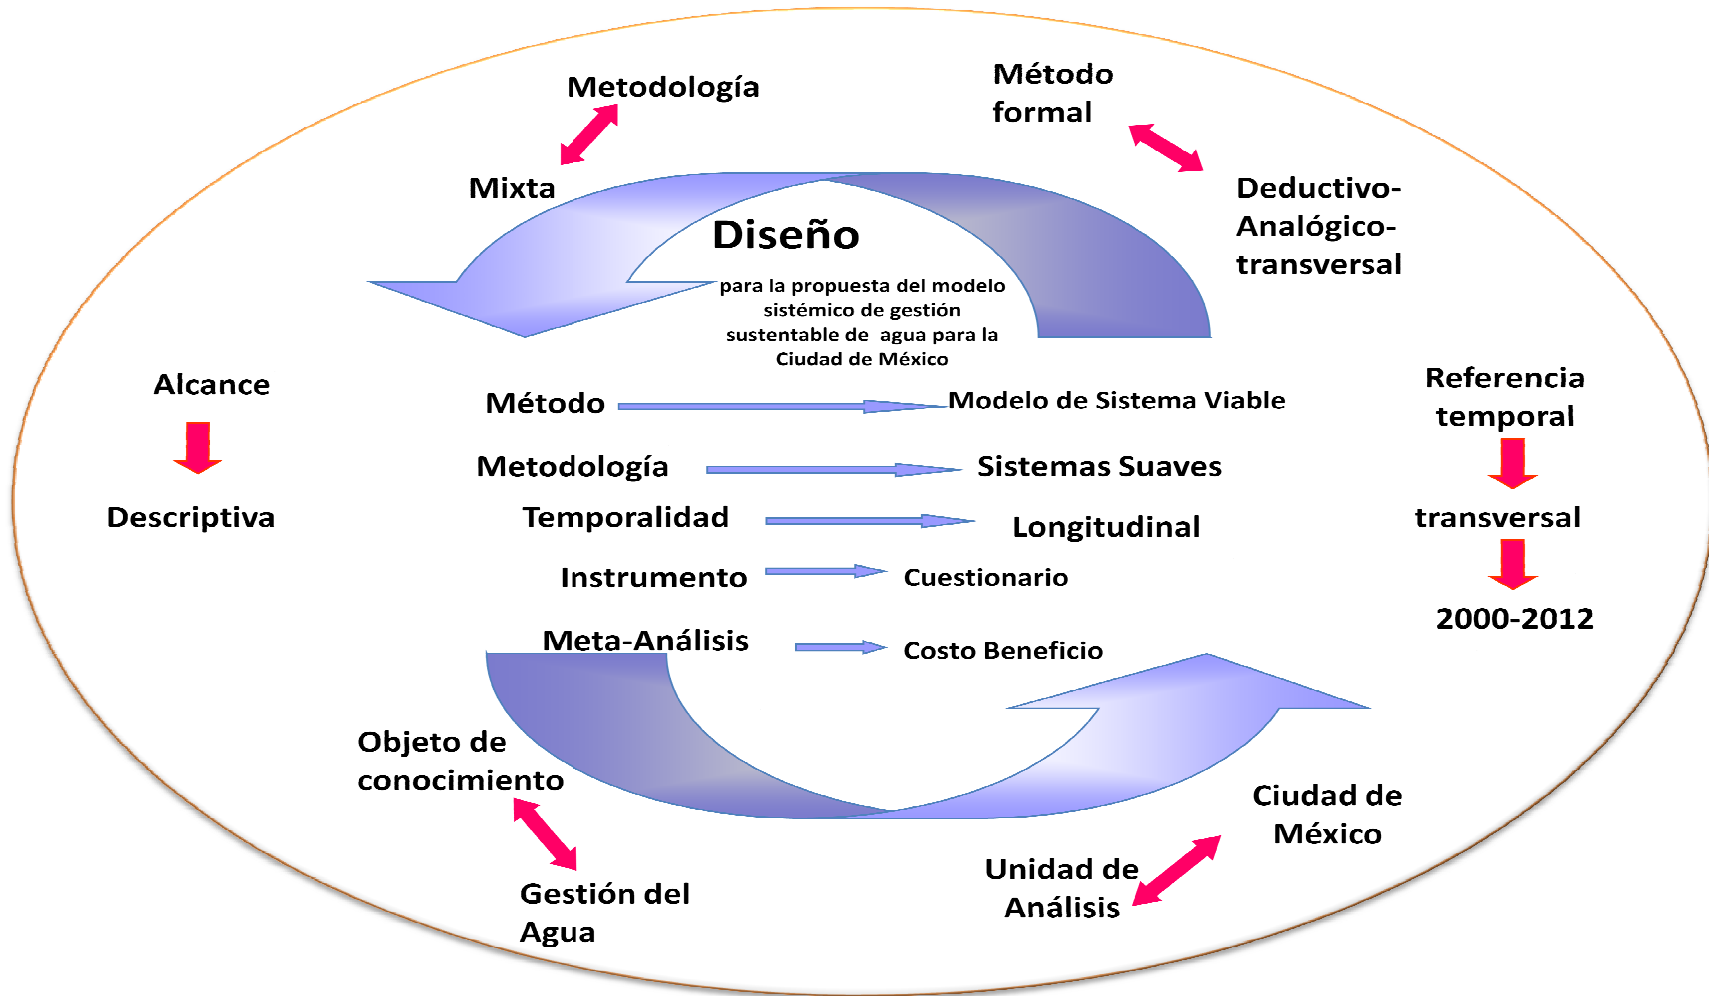 Metodología
Mixta
Método
formal
Deductivo-
Analógico-
transversal
Diseño
para la propuesta del modelo
sistémico de gestión
sustentable de agua para la
Ciudad de México
Alcance
Descriptiva
Método
Modelo de Sistema Viable
Metodología
Sistemas Suaves
Temporalidad
Longitudinal
Instrumento
Cuestionario
Meta-Análisis
Costo Beneficio
Referencia
temporal
transversal
2000-2012
Objeto de
conocimiento
Gestión del
Agua
Unidad de
Análisis
Ciudad de
México